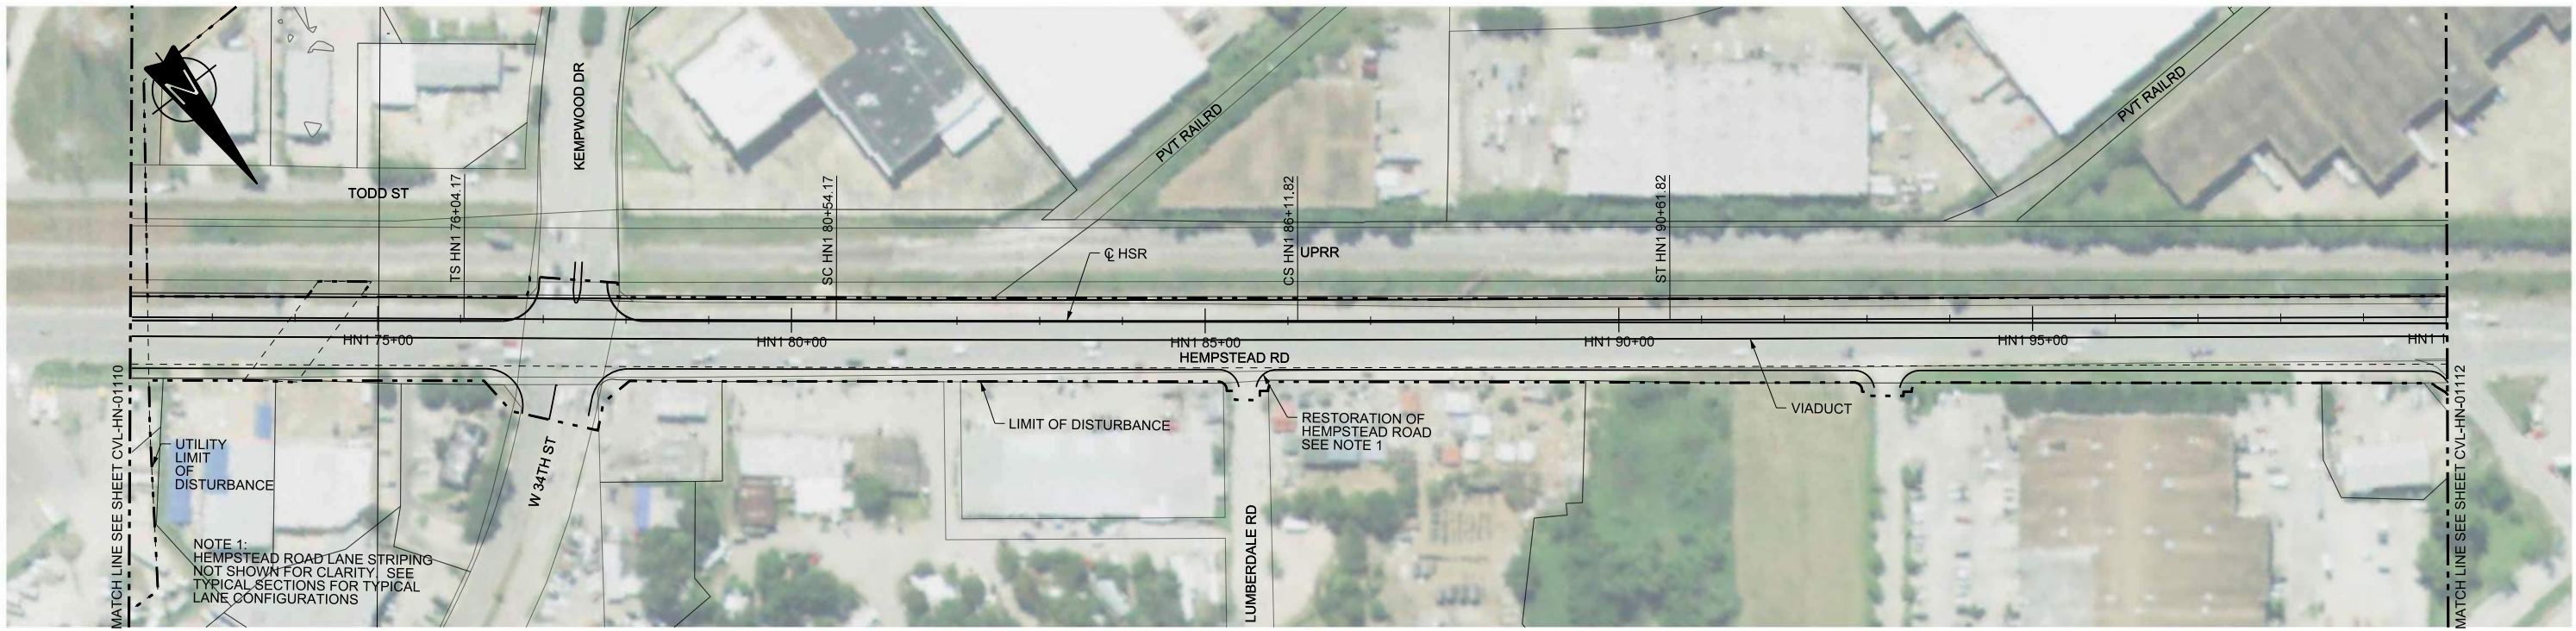 KEMPWOOD DR
PVT RAILRD
PVT RAILRD
N
TODD ST
TS HN1 76+04.17
SC HN1 80+54.17
CS HN1 86+11.82
ST HN1 90+61.82
℄ HSR
UPRR
HN1 75+00
HN1 80+00
HN1 85+00
HN1 90+00
HN1 95+00
HN1 1
HEMPSTEAD RD
MATCH LINE SEE SHEET CVL-HN-01110
MATCH LINE SEE SHEET CVL-HN-01112
LIMIT OF DISTURBANCE
RESTORATION OF
HEMPSTEAD ROAD
SEE NOTE 1
VIADUCT
UTILITY
LIMIT
OF
DISTURBANCE
W 34TH ST
LUMBERDALE RD
NOTE 1:
HEMPSTEAD ROAD LANE STRIPING
NOT SHOWN FOR CLARITY. SEE
TYPICAL SECTIONS FOR TYPICAL
LANE CONFIGURATIONS